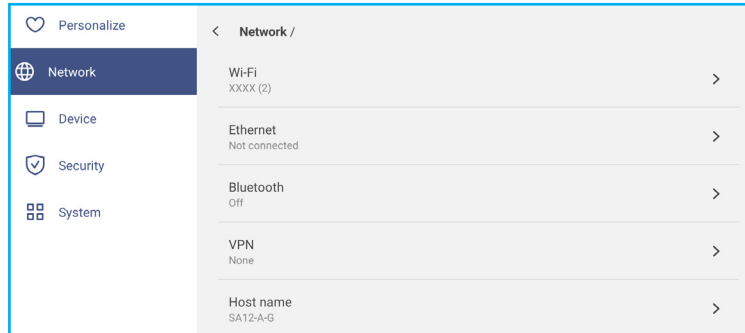 Personalize
Network
Device
Security
System
Network /
Wi-Fi
XXXX (2)
Ethernet
Not connected
Bluetooth
Off
VPN
None
Host name
SA12-A-G